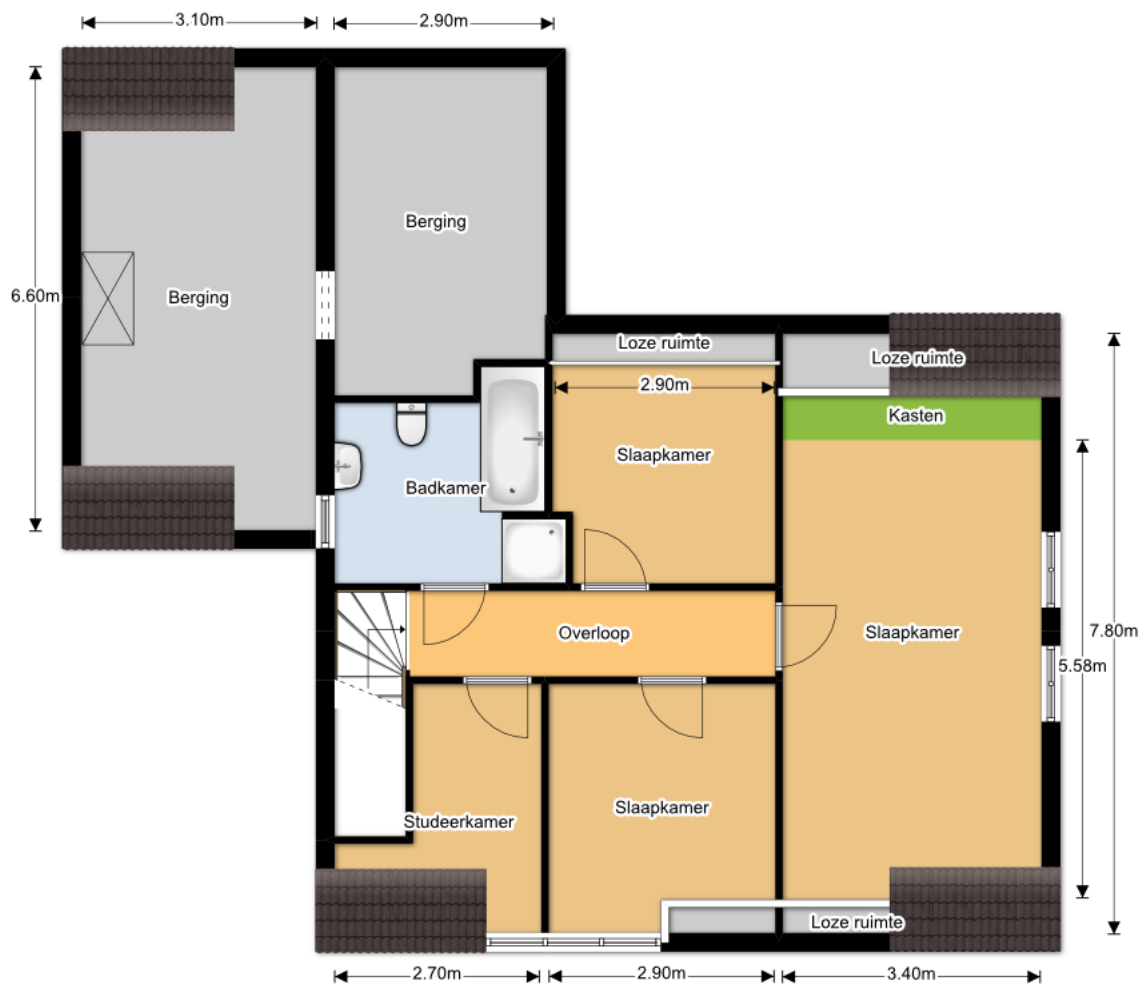 3.10m
2.90m
Berging
6.60m
Berging
Loze ruimte
Loze ruimte
2.90m
Kasten
Slaapkamer
Badkamer
Overloop
Slaapkamer
7.80m
5.58m
Slaapkamer
Studeerkamer
Loze ruimte
2.70m
2.90m
3.40m